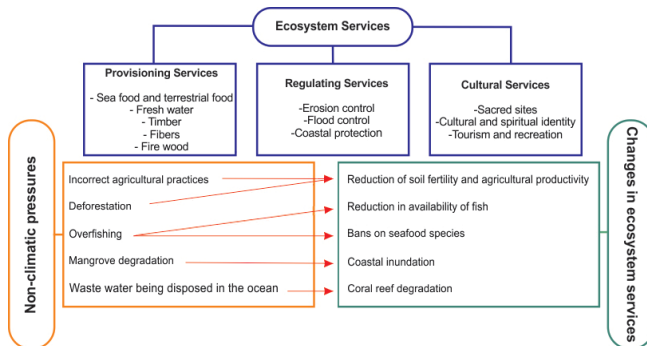 Ecosystem Services
Provisioning Services
- Sea food and terrestrial food
- Fresh water
- Timber
- Fibers
- Fire wood
Regulating Services
-Erosion control
-Flood control
-Coastal protection
Cultural Services
-Sacred sites
-Cultural and spiritual identity
-Tourism and recreation
Non-climatic pressures
Incorrect agricultural practices
Deforestation
Overfishing
Mangrove degradation
Waste water being disposed in the ocean
Reduction of soil fertility and agricultural productivity
Reduction in availability of fish
Bans on seafood species
Coastal inundation
Coral reef degradation
Changes in ecosystem services